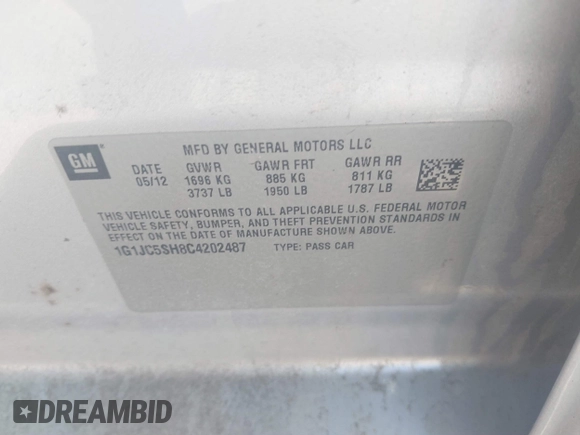 GM
MFD BY GENERAL MOTORS LLC
DATE GVWR GAWR FRT GAWR RR
05/12 1696 KG 885 KG 811 KG
3737 LB 1950 LB 1787 LB
THIS VEHICLE CONFORMS TO ALL APPLICABLE U.S. FEDERAL MOTOR
VEHICLE SAFETY, BUMPER, AND THEFT PREVENTION STANDARDS IN
EFFECT ON THE DATE OF MANUFACTURE SHOWN ABOVE.
1G1JC5SH8C4202487 TYPE: PASS CAR
DREAMBID